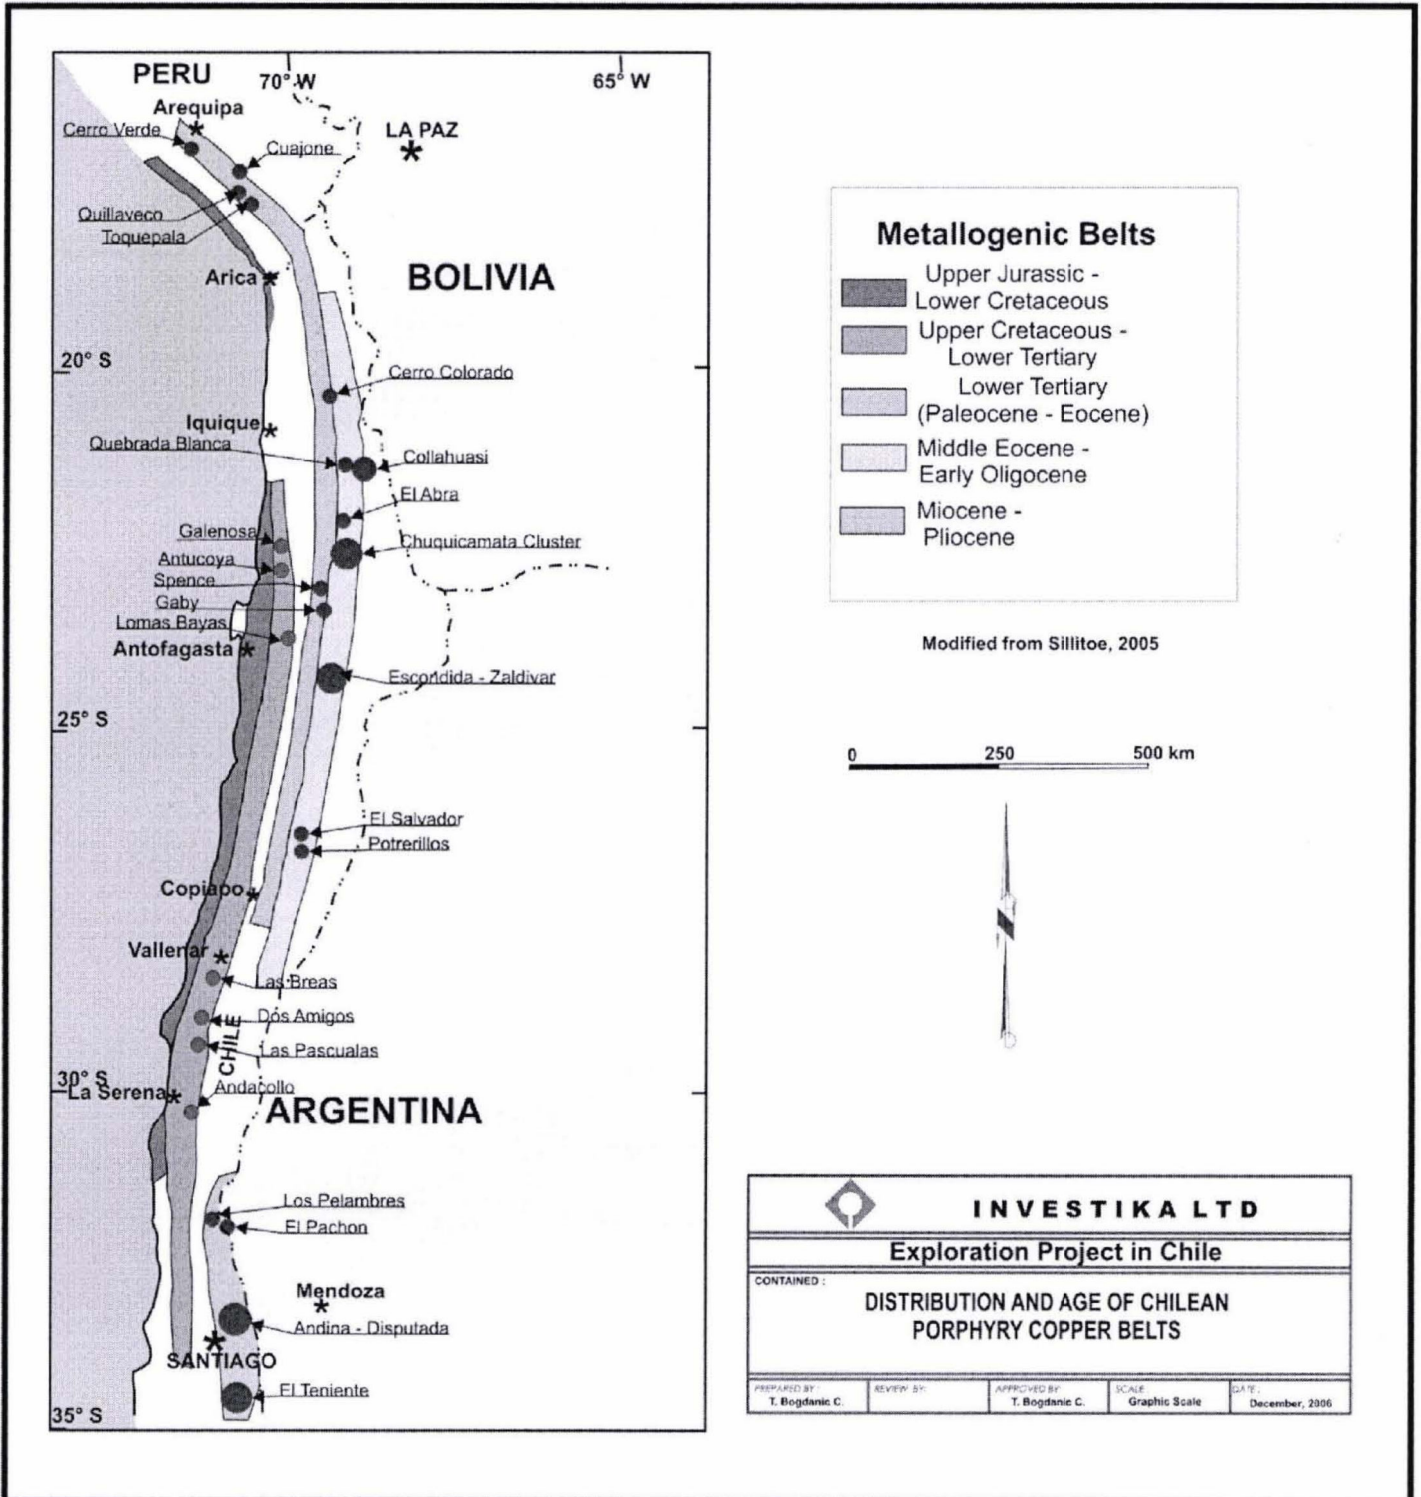 PERU
70° W
65° W
Arequipa
Cerro Verde
LA PAZ
Cuajone
Quillaveco
Toquepala
Arica
BOLIVIA
20° S
Cerro Colorado
Iquique
Quebrada Blanca
Collahuasi
El Abra
Galenosa
Chuquicamata Cluster
Antucoya
Spence
Gaby
Lomas Bayas
Antofagasta
Escondida - Zaldivar
25° S
El Salvador
Potrerillos
Copiapo
Vallenar
Las Breas
Dos Amigos
CHILE
Las Pascualas
30° S
La Serena
Andacollo
ARGENTINA
Los Pelambres
El Pachon
Mendoza
Andina - Disputada
SANTIAGO
El Teniente
35° S
Metallogenic Belts
Upper Jurassic -
Lower Cretaceous
Upper Cretaceous -
Lower Tertiary
Lower Tertiary
(Paleocene - Eocene)
Middle Eocene -
Early Oligocene
Miocene -
Pliocene
Modified from Sillitoe, 2005
0 250 500 km
INVESTIKA LTD
Exploration Project in Chile
CONTAINED :
DISTRIBUTION AND AGE OF CHILEAN
PORPHYRY COPPER BELTS
PREPARED BY :
T. Bogdanic C.
REVIEW BY:
APPROVED BY
T. Bogdanic C.
SCALE
Graphic Scale
DATE :
December, 2006